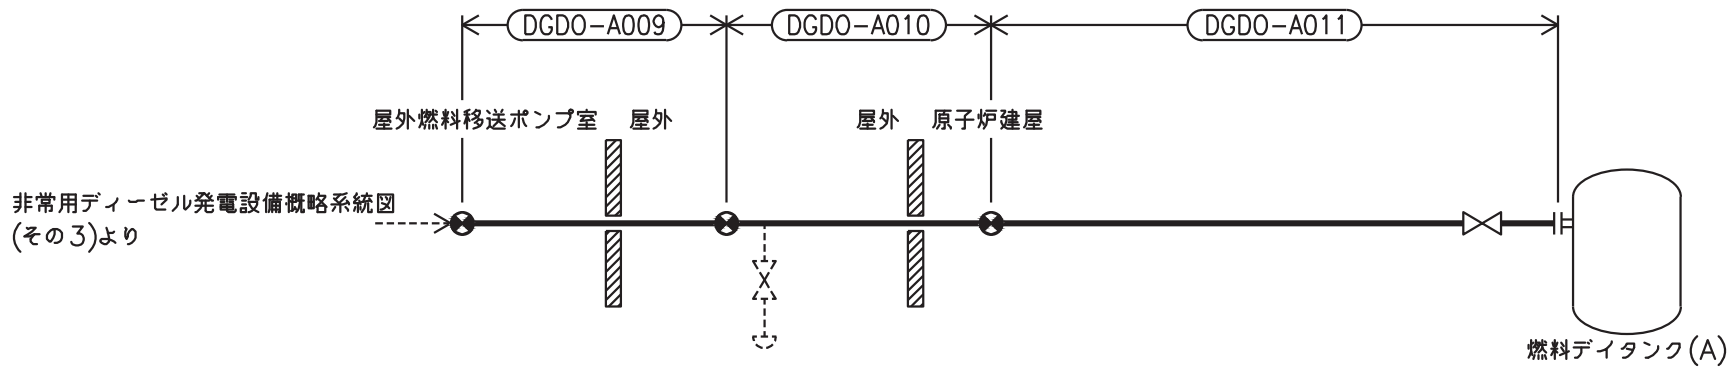 DGDO-A009
DGDO-A010
DGDO-A011
屋外燃料移送ポンプ室
屋外
屋外
原子炉建屋
非常用ディーゼル発電設備概略系統図
(その3)より
燃料デイタンク(A)